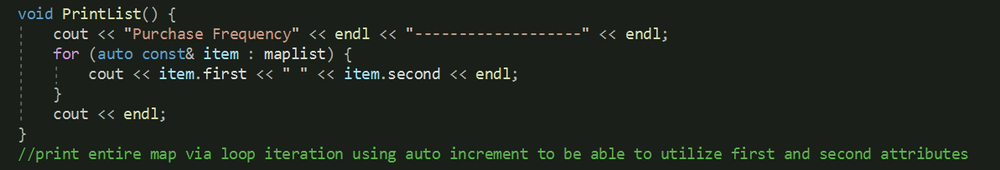 void PrintList() {
    cout << "Purchase Frequency" << endl << "-------------------" << endl;
    for (auto const& item : maplist) {
        cout << item.first << " " << item.second << endl;
    }
    cout << endl;
}
//print entire map via loop iteration using auto increment to be able to utilize first and second attributes